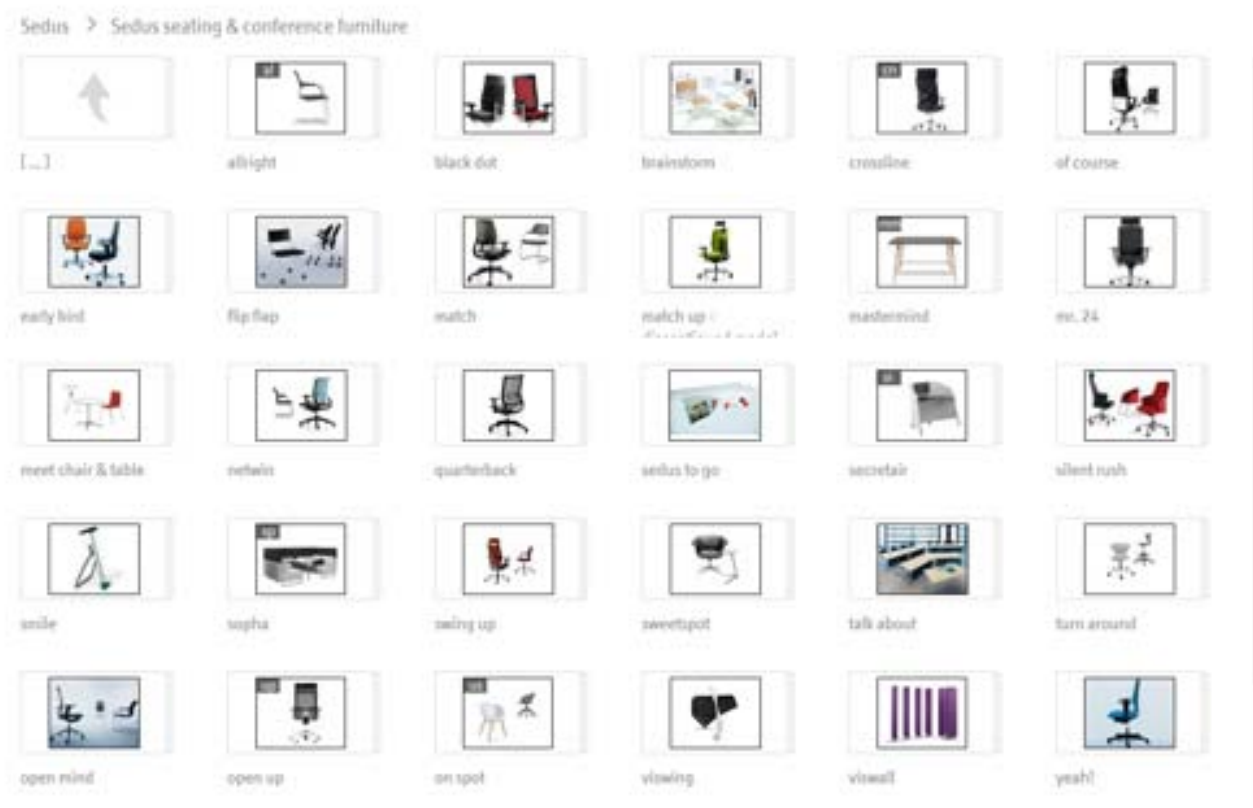 Sedus > Sedus seating & conference furniture
[...] allright black dot brainstorm crossline of course
early bird flip flap match match up mastermind mr. 24
meet chair & table netwin quarterback sedus to go secretair silent rush
smile sopha swing up sweetspot talk about turn around
open mind open up on spot viowing viowall yeah!